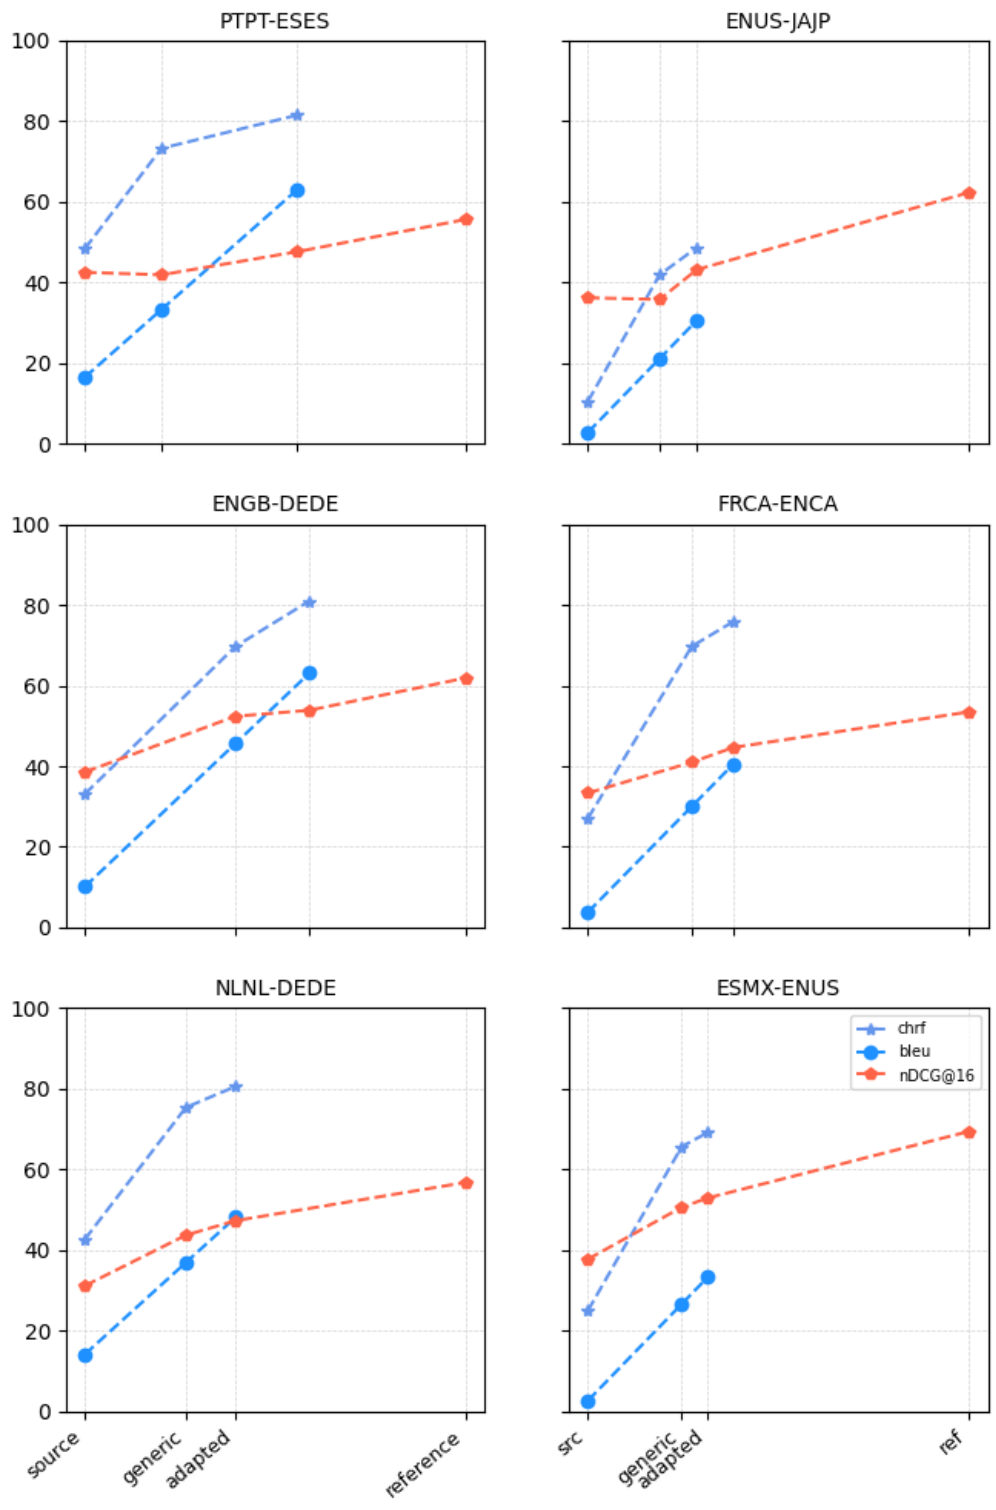 PTPT-ESES
ENUS-JAJP
100
80
60
40
20
0
ENGB-DEDE
FRCA-ENCA
100
80
60
40
20
0
NLNL-DEDE
ESMX-ENUS
100
80
60
40
20
0
chrf
bleu
nDCG@16
source
generic
adapted
reference
src
generic
adapted
ref